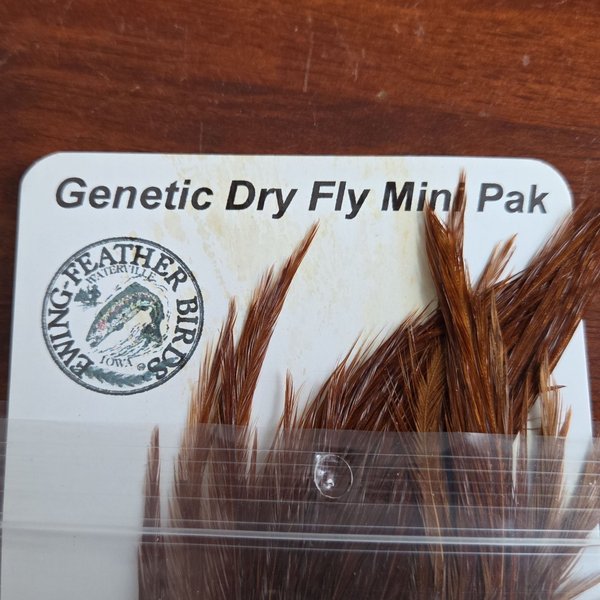 Genetic Dry Fly Mini Pak
EWING-FEATHER BIRDS
WATERVILLE
IOWA